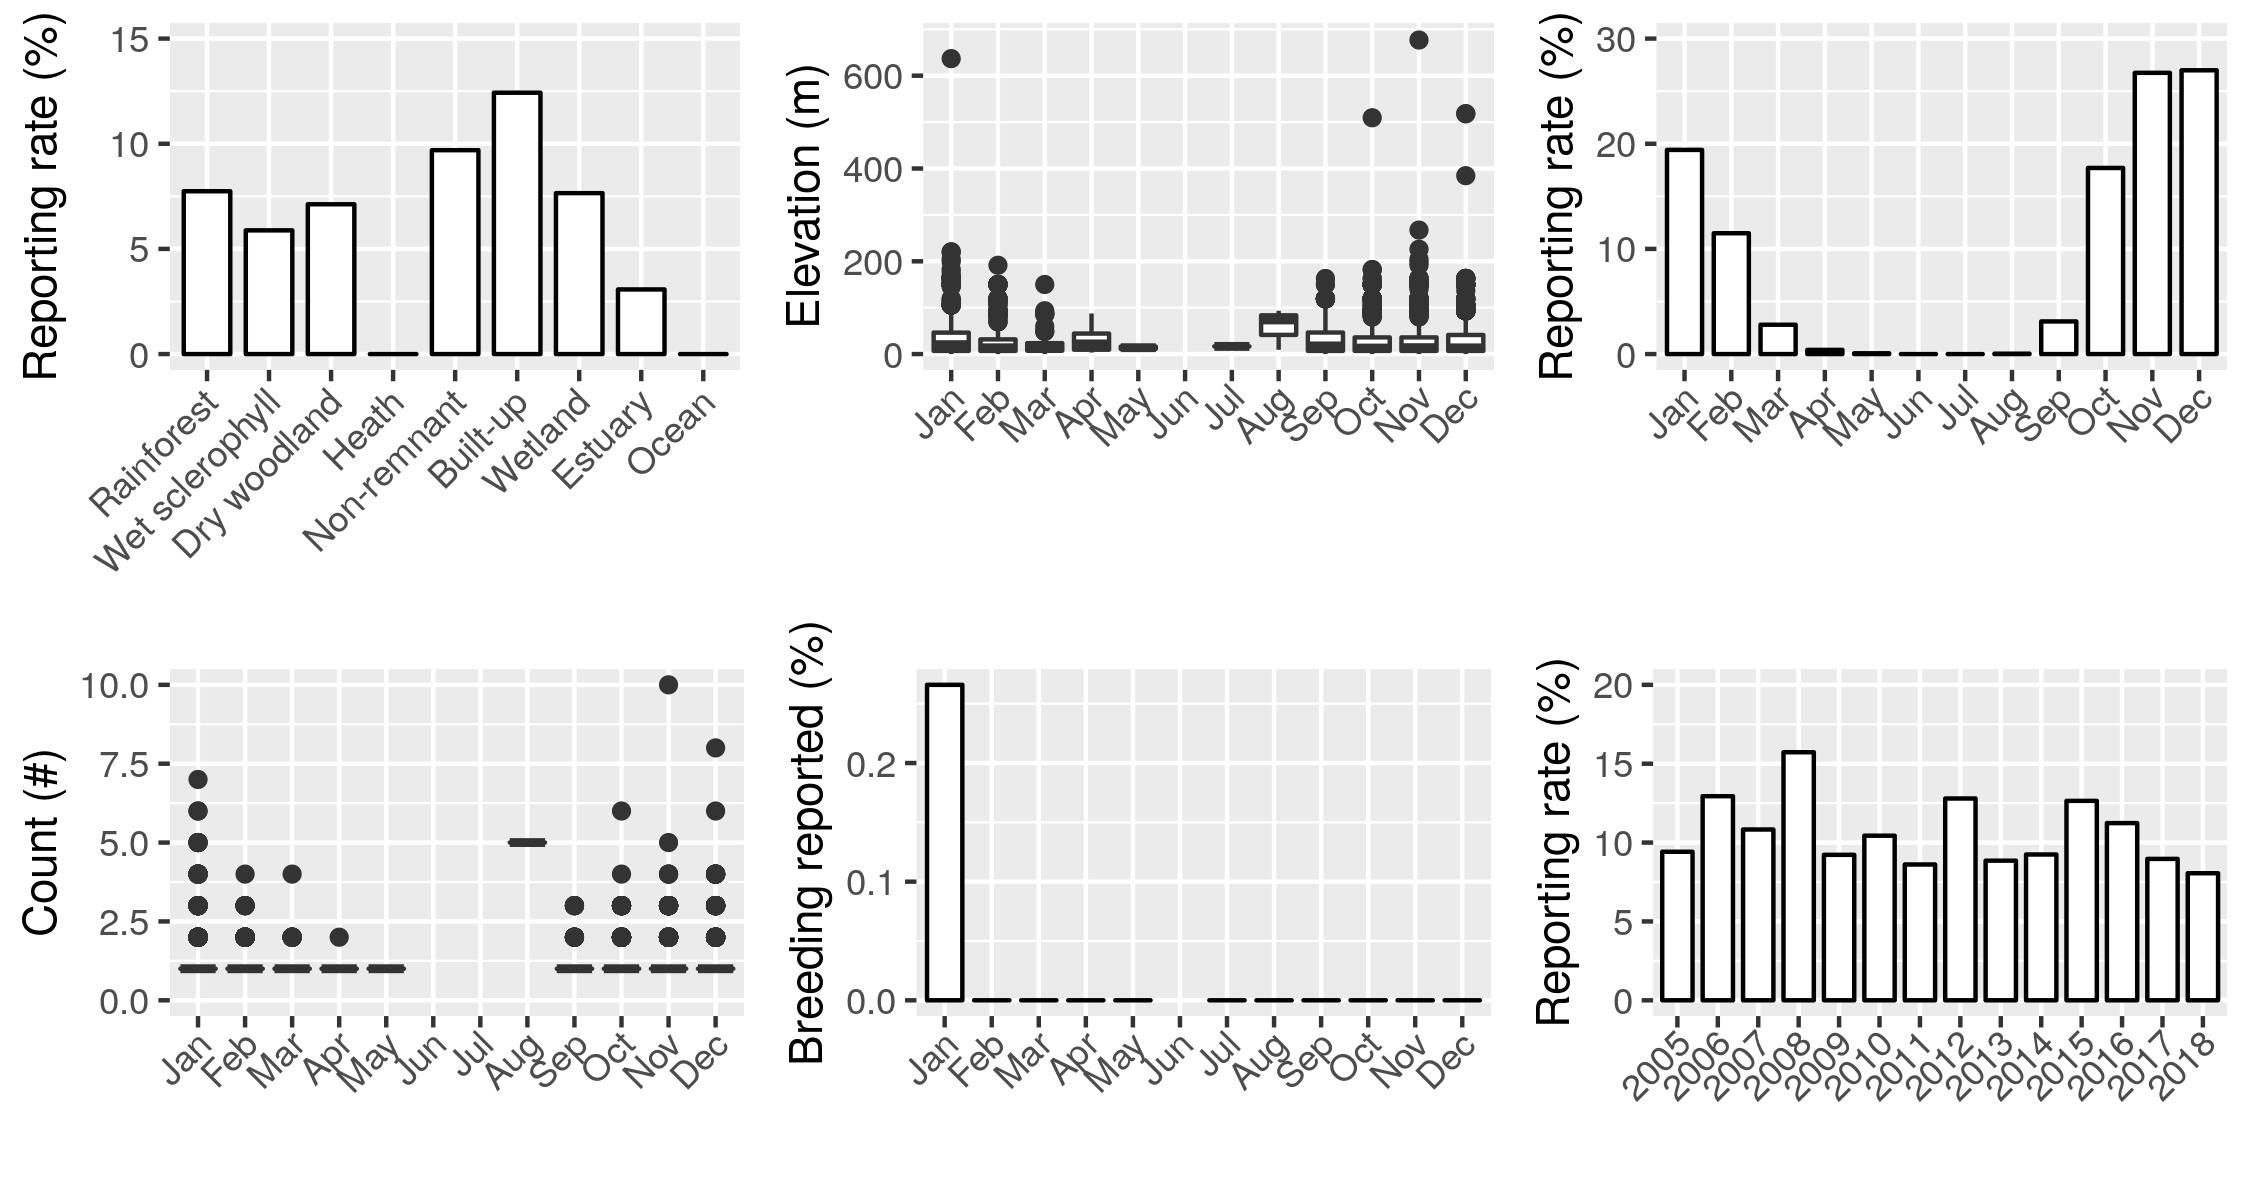 Reporting rate (%)
15
10
5
0
Rainforest
Wet sclerophyll
Dry woodland
Heath
Non-remnant
Built-up
Wetland
Estuary
Ocean
Elevation (m)
600
400
200
0
Jan
Feb
Mar
Apr
May
Jun
Jul
Aug
Sep
Oct
Nov
Dec
Reporting rate (%)
30
20
10
0
Jan
Feb
Mar
Apr
May
Jun
Jul
Aug
Sep
Oct
Nov
Dec
Count (#)
10.0
7.5
5.0
2.5
0.0
Jan
Feb
Mar
Apr
May
Jun
Jul
Aug
Sep
Oct
Nov
Dec
Breeding reported (%)
0.2
0.1
0.0
Jan
Feb
Mar
Apr
May
Jun
Jul
Aug
Sep
Oct
Nov
Dec
Reporting rate (%)
20
15
10
5
0
2005
2006
2007
2008
2009
2010
2011
2012
2013
2014
2015
2016
2017
2018